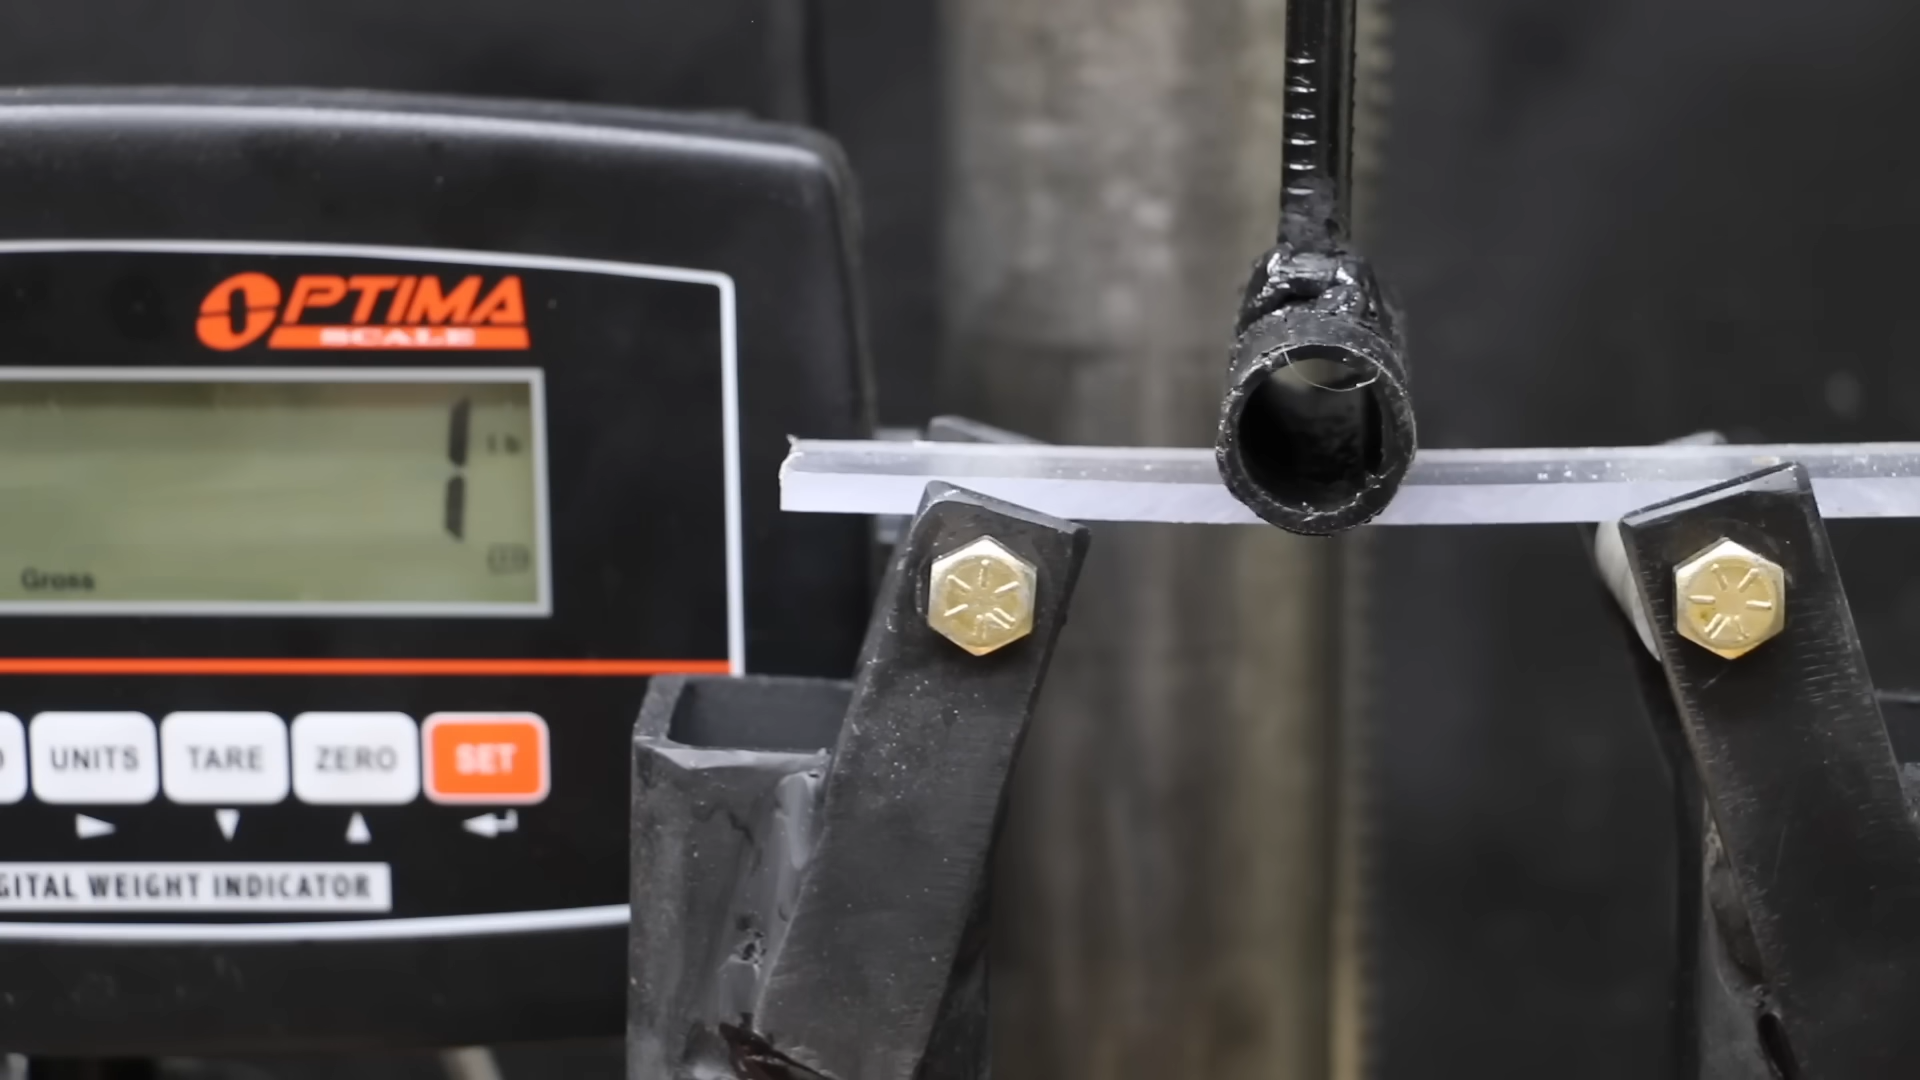 OPTIMA
SCALE
1 lb
Gross
UNITS TARE ZERO SET
GITAL WEIGHT INDICATOR